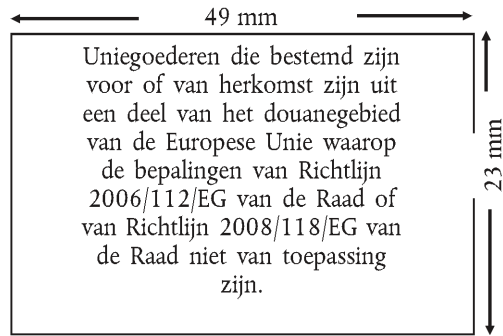 49 mm
Uniegoederen die bestemd zijn
voor of van herkomst zijn uit
een deel van het douanegebied
van de Europese Unie waarop
de bepalingen van Richtlijn
2006/112/EG van de Raad of
van Richtlijn 2008/118/EG van
de Raad niet van toepassing
zijn.
23 mm